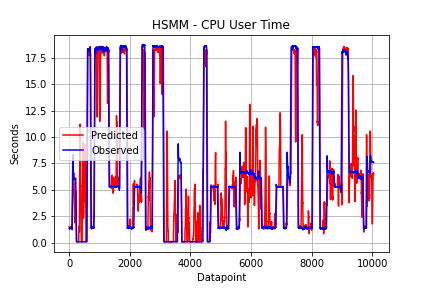 HSMM - CPU User Time
Seconds
17.5
15.0
12.5
10.0
7.5
5.0
2.5
0.0
Predicted
Observed
0 2000 4000 6000 8000 10000
Datapoint